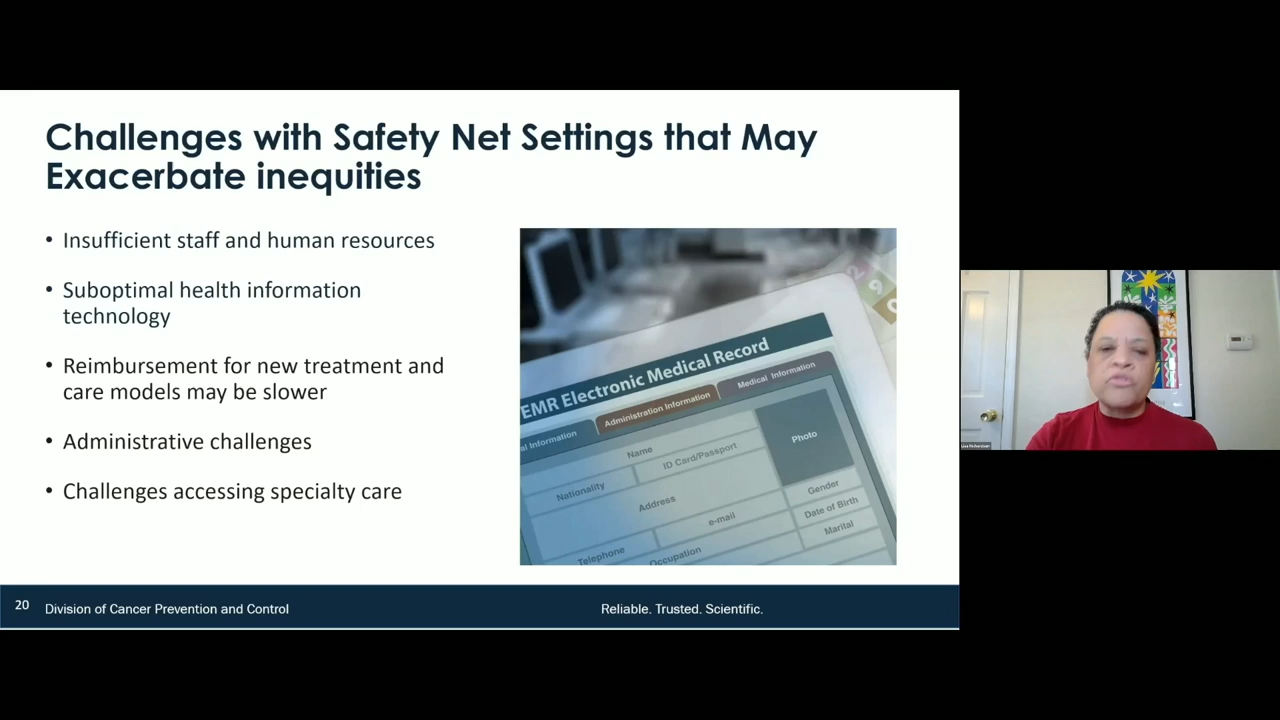 Challenges with Safety Net Settings that May
Exacerbate inequities
• Insufficient staff and human resources
• Suboptimal health information
technology
• Reimbursement for new treatment and
care models may be slower
• Administrative challenges
• Challenges accessing specialty care
EMR Electronic Medical Record
al Information
Administration Information
Medical Information
Name
Photo
Nationality
ID Card/Passport
Address
Gender
e-mail
Date of Birth
Telephone
Occupation
Marital
20
Division of Cancer Prevention and Control
Reliable. Trusted. Scientific.